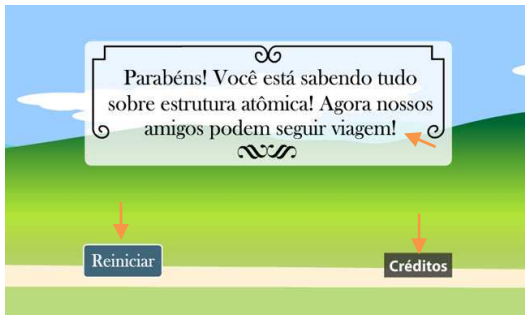 Parabéns! Você está sabendo tudo
sobre estrutura atômica! Agora nossos
amigos podem seguir viagem!
Reiniciar
Créditos